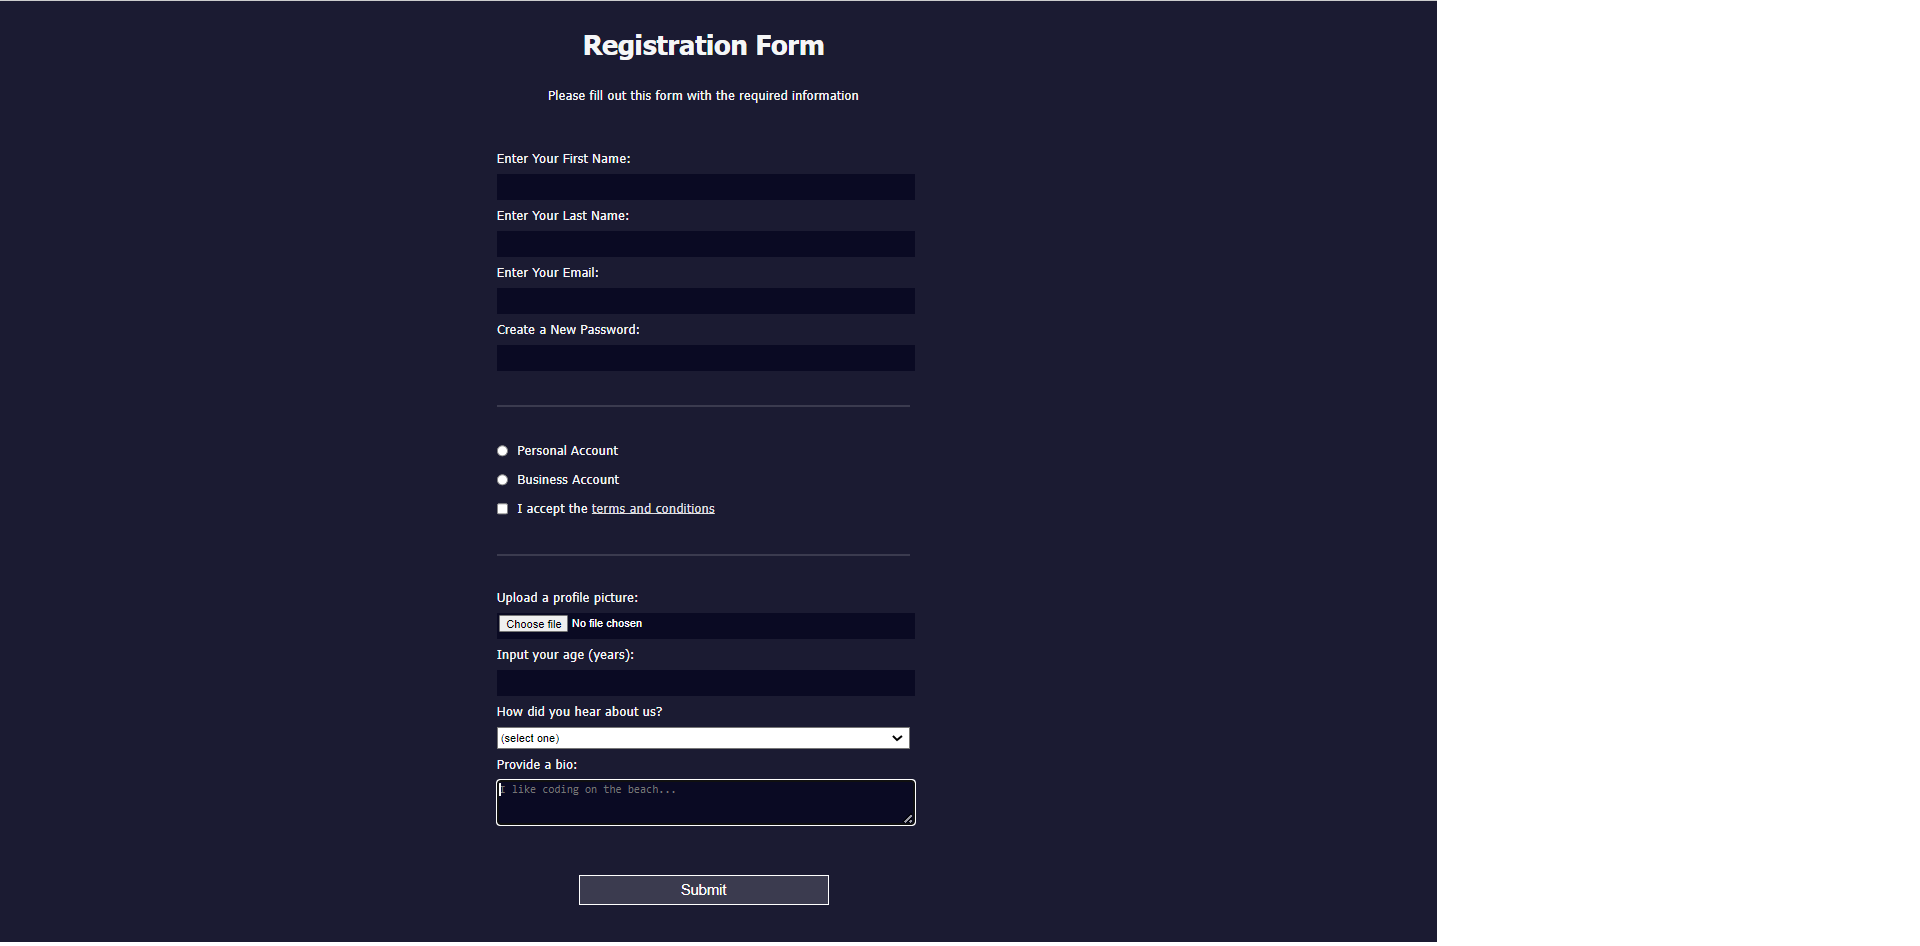 Registration Form
Please fill out this form with the required information
Enter Your First Name:
Enter Your Last Name:
Enter Your Email:
Create a New Password:
Personal Account
Business Account
I accept the terms and conditions
Upload a profile picture:
Choose file No file chosen
Input your age (years):
How did you hear about us?
(select one)
Provide a bio:
I like coding on the beach...
Submit